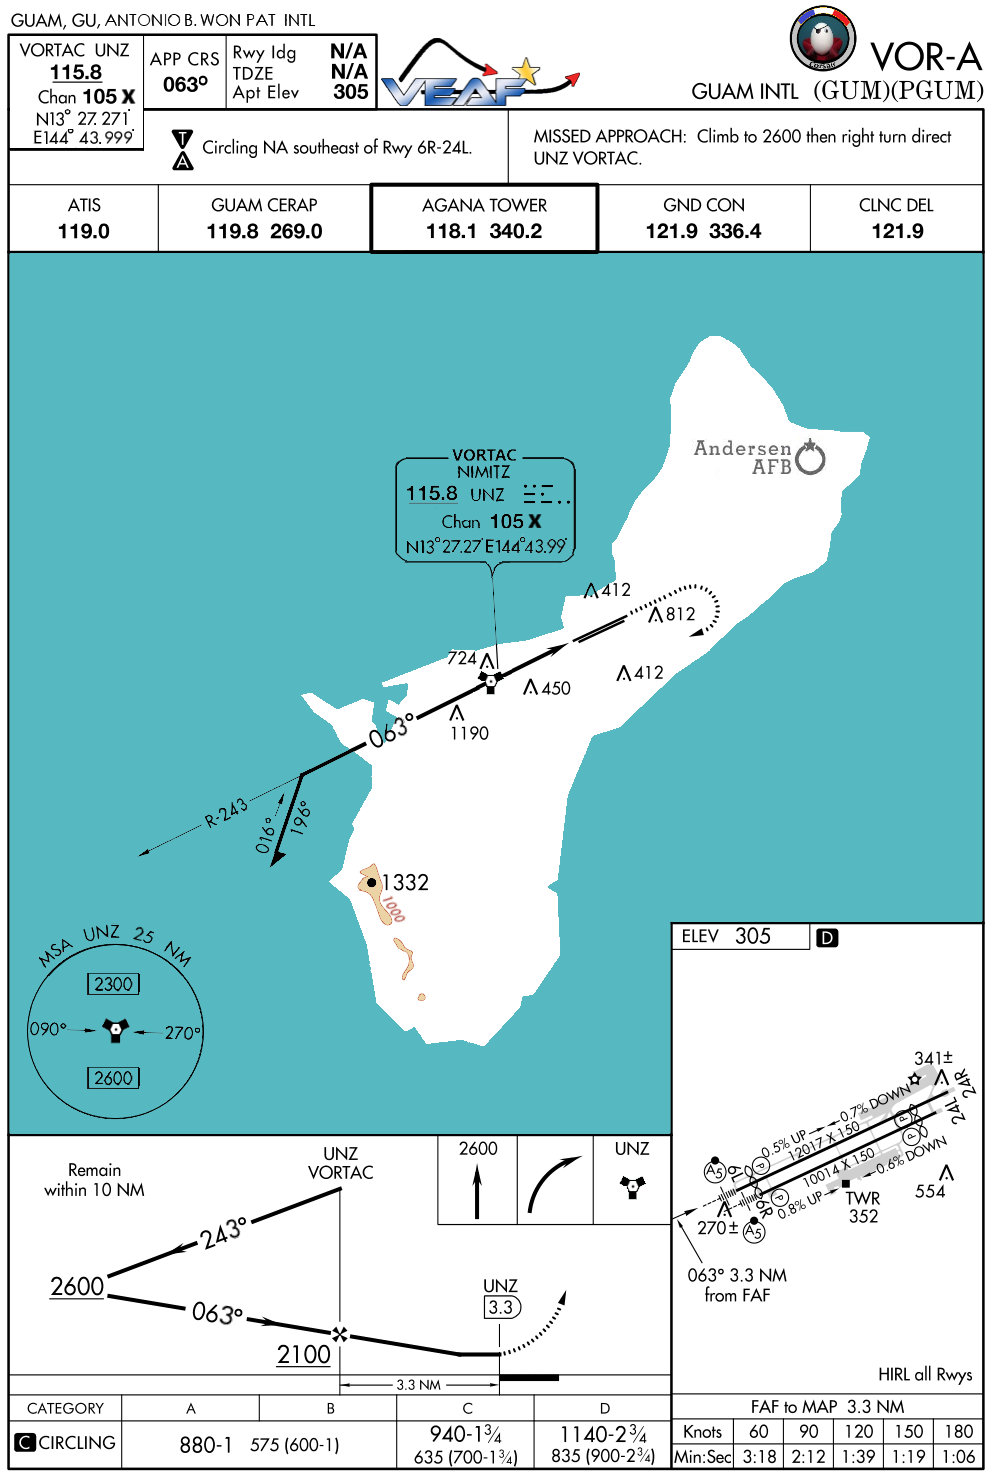 GUAM, GU, ANTONIO B. WON PAT INTL
VORTAC UNZ
115.8
Chan 105 X
N13° 27.271'
E144° 43.999'
APP CRS
063°
Rwy Idg N/A
TDZE N/A
Apt Elev 305
VEAF
Corsair
VOR-A
GUAM INTL (GUM)(PGUM)
T
A
Circling NA southeast of Rwy 6R-24L.
MISSED APPROACH: Climb to 2600 then right turn direct
UNZ VORTAC.
ATIS
119.0
GUAM CERAP
119.8 269.0
AGANA TOWER
118.1 340.2
GND CON
121.9 336.4
CLNC DEL
121.9
Andersen
AFB
VORTAC
NIMITZ
115.8 UNZ
Chan 105 X
N13°27.27' E144°43.99'
412
812
724
450
412
1190
063°
R-243
016°
196°
1332
1000
MSA UNZ 25 NM
2300
090°
270°
2600
ELEV 305
D
341±
24R
24L
0.7% DOWN
0.5% UP
12017 X 150
10014 X 150
0.6% DOWN
0.8% UP
P
P
P
P
A5
A5
6L
6R
TWR
352
554
270±
063° 3.3 NM
from FAF
HIRL all Rwys
Remain
within 10 NM
UNZ
VORTAC
2600
UNZ
243°
2600
063°
2100
UNZ
3.3
3.3 NM
CATEGORY A B C D
C CIRCLING
880-1 575 (600-1)
940-1¾
635 (700-1¾)
1140-2¾
835 (900-2¾)
FAF to MAP 3.3 NM
Knots 60 90 120 150 180
Min:Sec 3:18 2:12 1:39 1:19 1:06